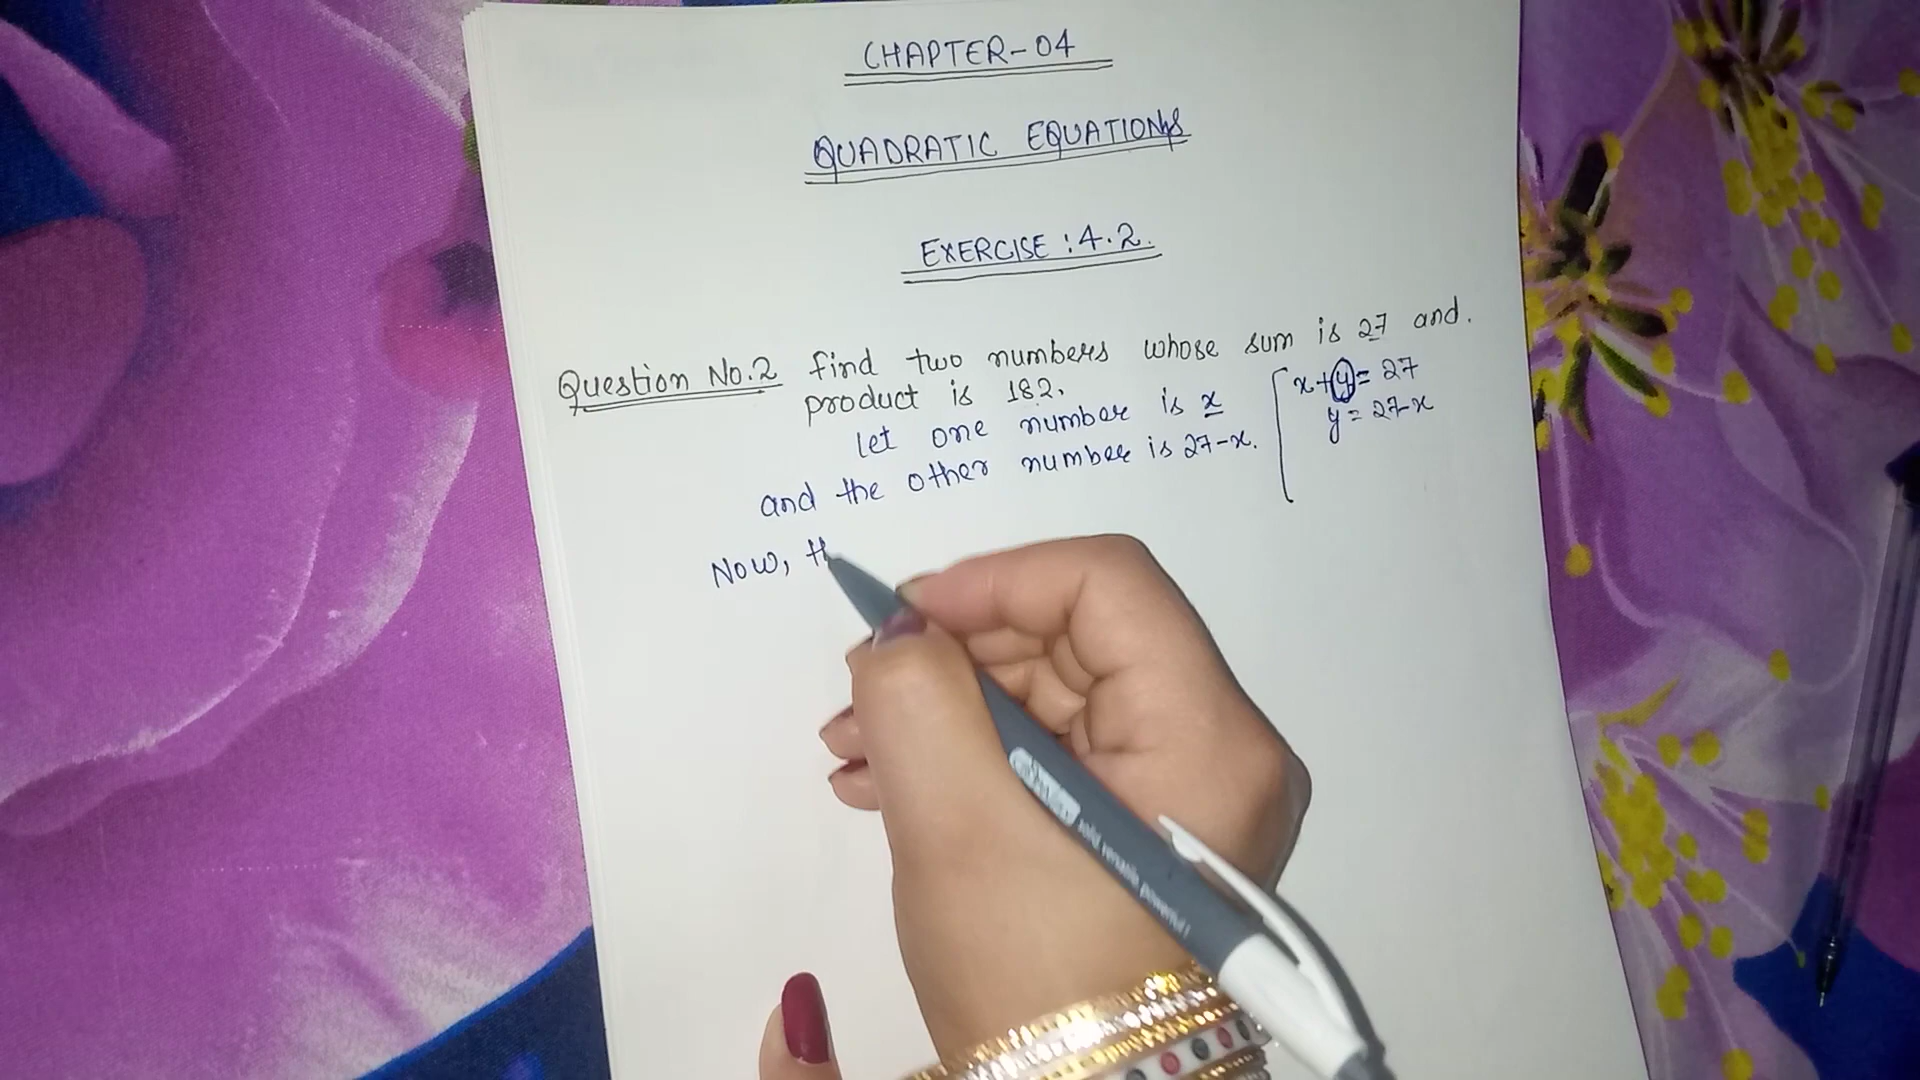 CHAPTER-04
QUADRATIC EQUATIONS
EXERCISE : 4.2.
Question No.2 find two numbers whose sum is 27 and.
product is 182.
let one number is x
and the other number is 27-x.
x+y= 27
y= 27-x
Now, th